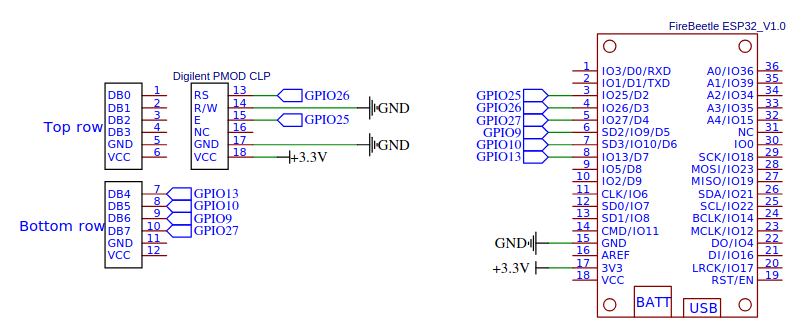 FireBeetle ESP32_V1.0
Digilent PMOD CLP
Top row
DB0 1
DB1 2
DB2 3
DB3 4
GND 5
VCC 6
RS 13 GPIO26
R/W 14 GND
E 15 GPIO25
NC 16
GND 17 GND
VCC 18 +3.3V
Bottom row
DB4 7 GPIO13
DB5 8 GPIO10
DB6 9 GPIO9
DB7 10 GPIO27
GND 11
VCC 12
1 IO3/D0/RXD
2 IO1/D1/TXD
GPIO25 3 IO25/D2
GPIO26 4 IO26/D3
GPIO27 5 IO27/D4
GPIO9 6 SD2/IO9/D5
GPIO10 7 SD3/IO10/D6
GPIO13 8 IO13/D7
9 IO5/D8
10 IO2/D9
11 CLK/IO6
12 SD0/IO7
13 SD1/IO8
14 CMD/IO11
GND 15 GND
16 AREF
+3.3V 17 3V3
18 VCC
A0/IO36 36
A1/IO39 35
A2/IO34 34
A3/IO35 33
A4/IO15 32
NC 31
IO0 30
SCK/IO18 29
MOSI/IO23 28
MISO/IO19 27
SDA/IO21 26
SCL/IO22 25
BCLK/IO14 24
MCLK/IO12 23
DO/IO4 22
DI/IO16 21
LRCK/IO17 20
RST/EN 19
BATT
USB